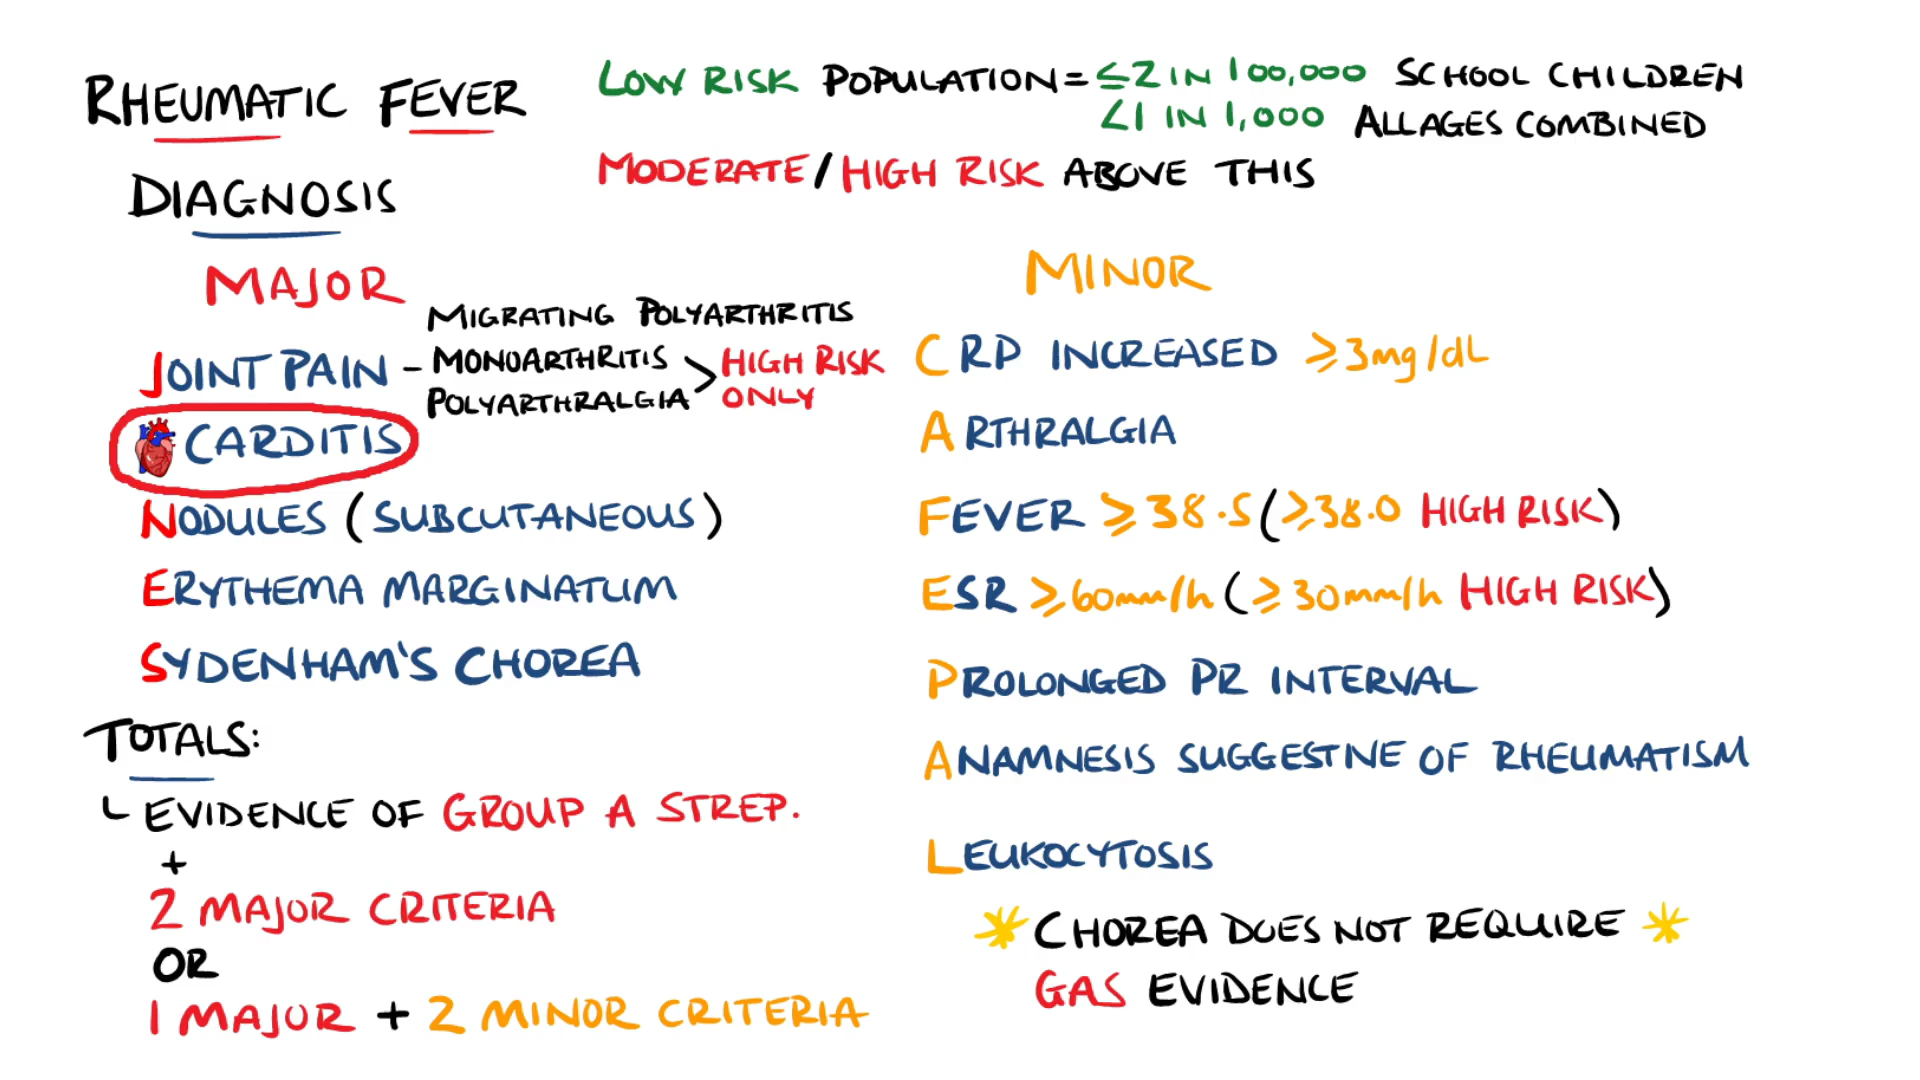 RHEUMATIC FEVER
DIAGNOSIS
LOW RISK POPULATION = ≤2 IN 100,000 SCHOOL CHILDREN
<1 IN 1,000 ALL AGES COMBINED
MODERATE/HIGH RISK ABOVE THIS
MAJOR
JOINT PAIN - MIGRATING POLYARTHRITIS
MONOARTHRITIS
POLYARTHRALGIA > HIGH RISK ONLY
CARDITIS
NODULES (SUBCUTANEOUS)
ERYTHEMA MARGINATUM
SYDENHAM'S CHOREA
TOTALS:
EVIDENCE OF GROUP A STREP.
+
2 MAJOR CRITERIA
OR
1 MAJOR + 2 MINOR CRITERIA
MINOR
CRP INCREASED ≥3mg/dL
ARTHRALGIA
FEVER ≥38.5 (≥38.0 HIGH RISK)
ESR ≥60mm/h (≥30mm/h HIGH RISK)
PROLONGED PR INTERVAL
ANAMNESIS SUGGESTIVE OF RHEUMATISM
LEUKOCYTOSIS
* CHOREA DOES NOT REQUIRE *
GAS EVIDENCE